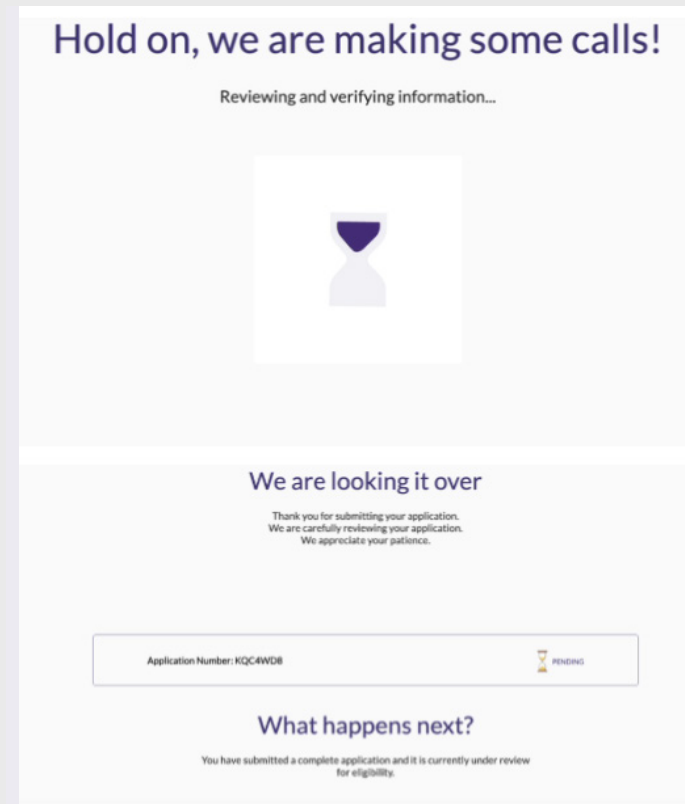 Hold on, we are making some calls!
Reviewing and verifying information...
We are looking it over
Thank you for submitting your application.
We are carefully reviewing your application.
We appreciate your patience.
Application Number: KQC4WD8
PENDING
What happens next?
You have submitted a complete application and it is currently under review
for eligibility.